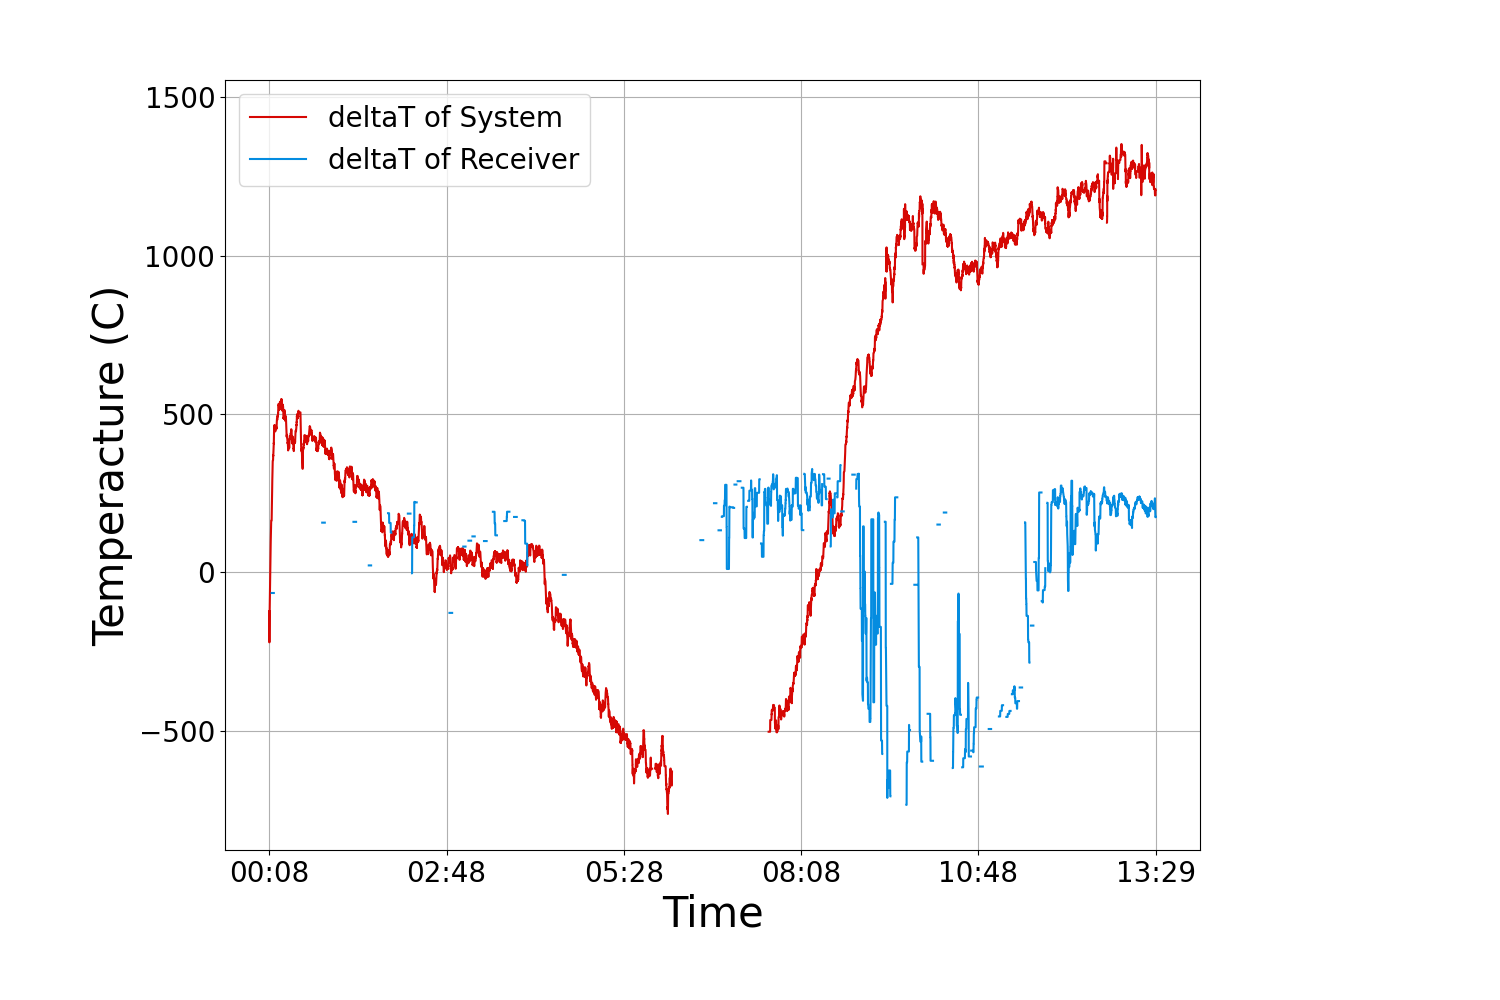 deltaT of System
deltaT of Receiver
Temperacture (C)
1500
1000
500
0
−500
00:08 02:48 05:28 08:08 10:48 13:29
Time